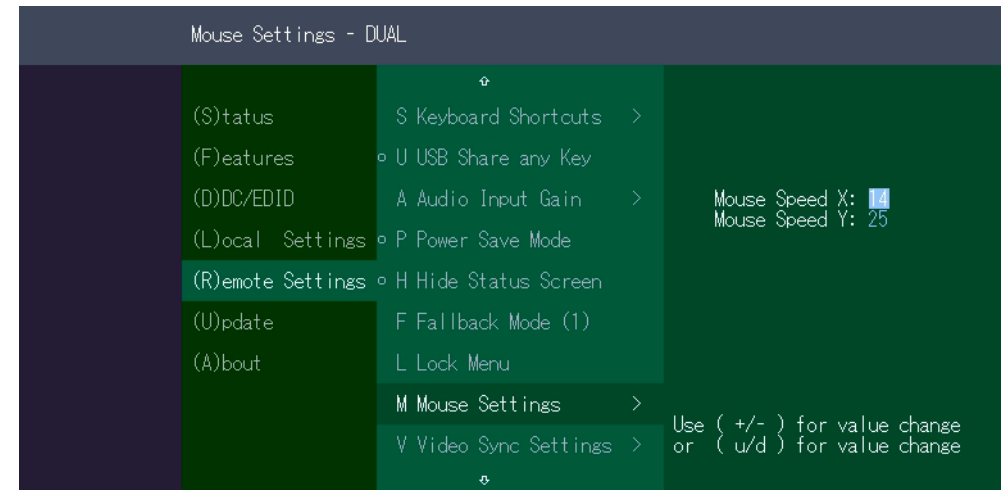 Mouse Settings - DUAL
(S)tatus
(F)eatures
(D)DC/EDID
(L)ocal Settings
(R)emote Settings
(U)pdate
(A)bout
S Keyboard Shortcuts >
U USB Share any Key
A Audio Input Gain >
P Power Save Mode
H Hide Status Screen
F Fallback Mode (1)
L Lock Menu
M Mouse Settings >
V Video Sync Settings >
Mouse Speed X: 14
Mouse Speed Y: 25
Use ( +/- ) for value change
or ( u/d ) for value change